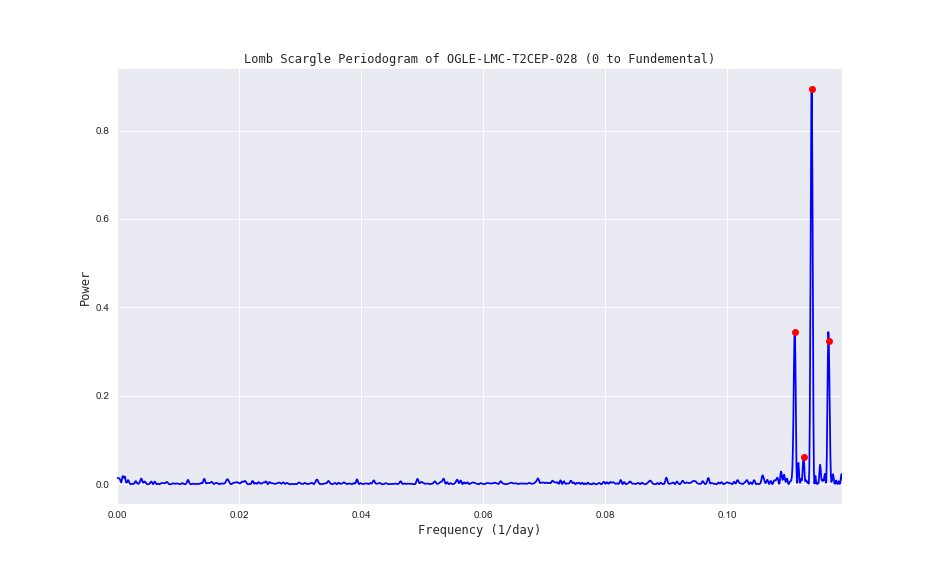 Lomb Scargle Periodogram of OGLE-LMC-T2CEP-028 (0 to Fundemental)
0.8
0.6
0.4
0.2
0.0
Power
0.00 0.02 0.04 0.06 0.08 0.10
Frequency (1/day)